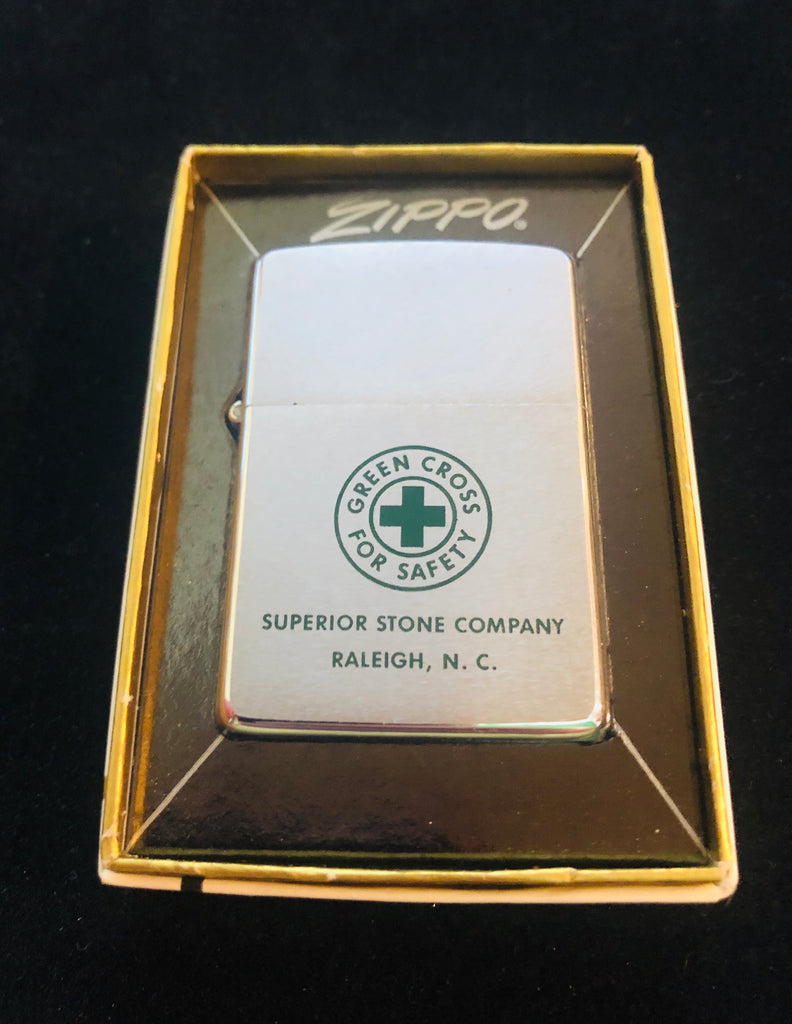 ZIPPO
GREEN CROSS
FOR SAFETY
SUPERIOR STONE COMPANY
RALEIGH, N. C.